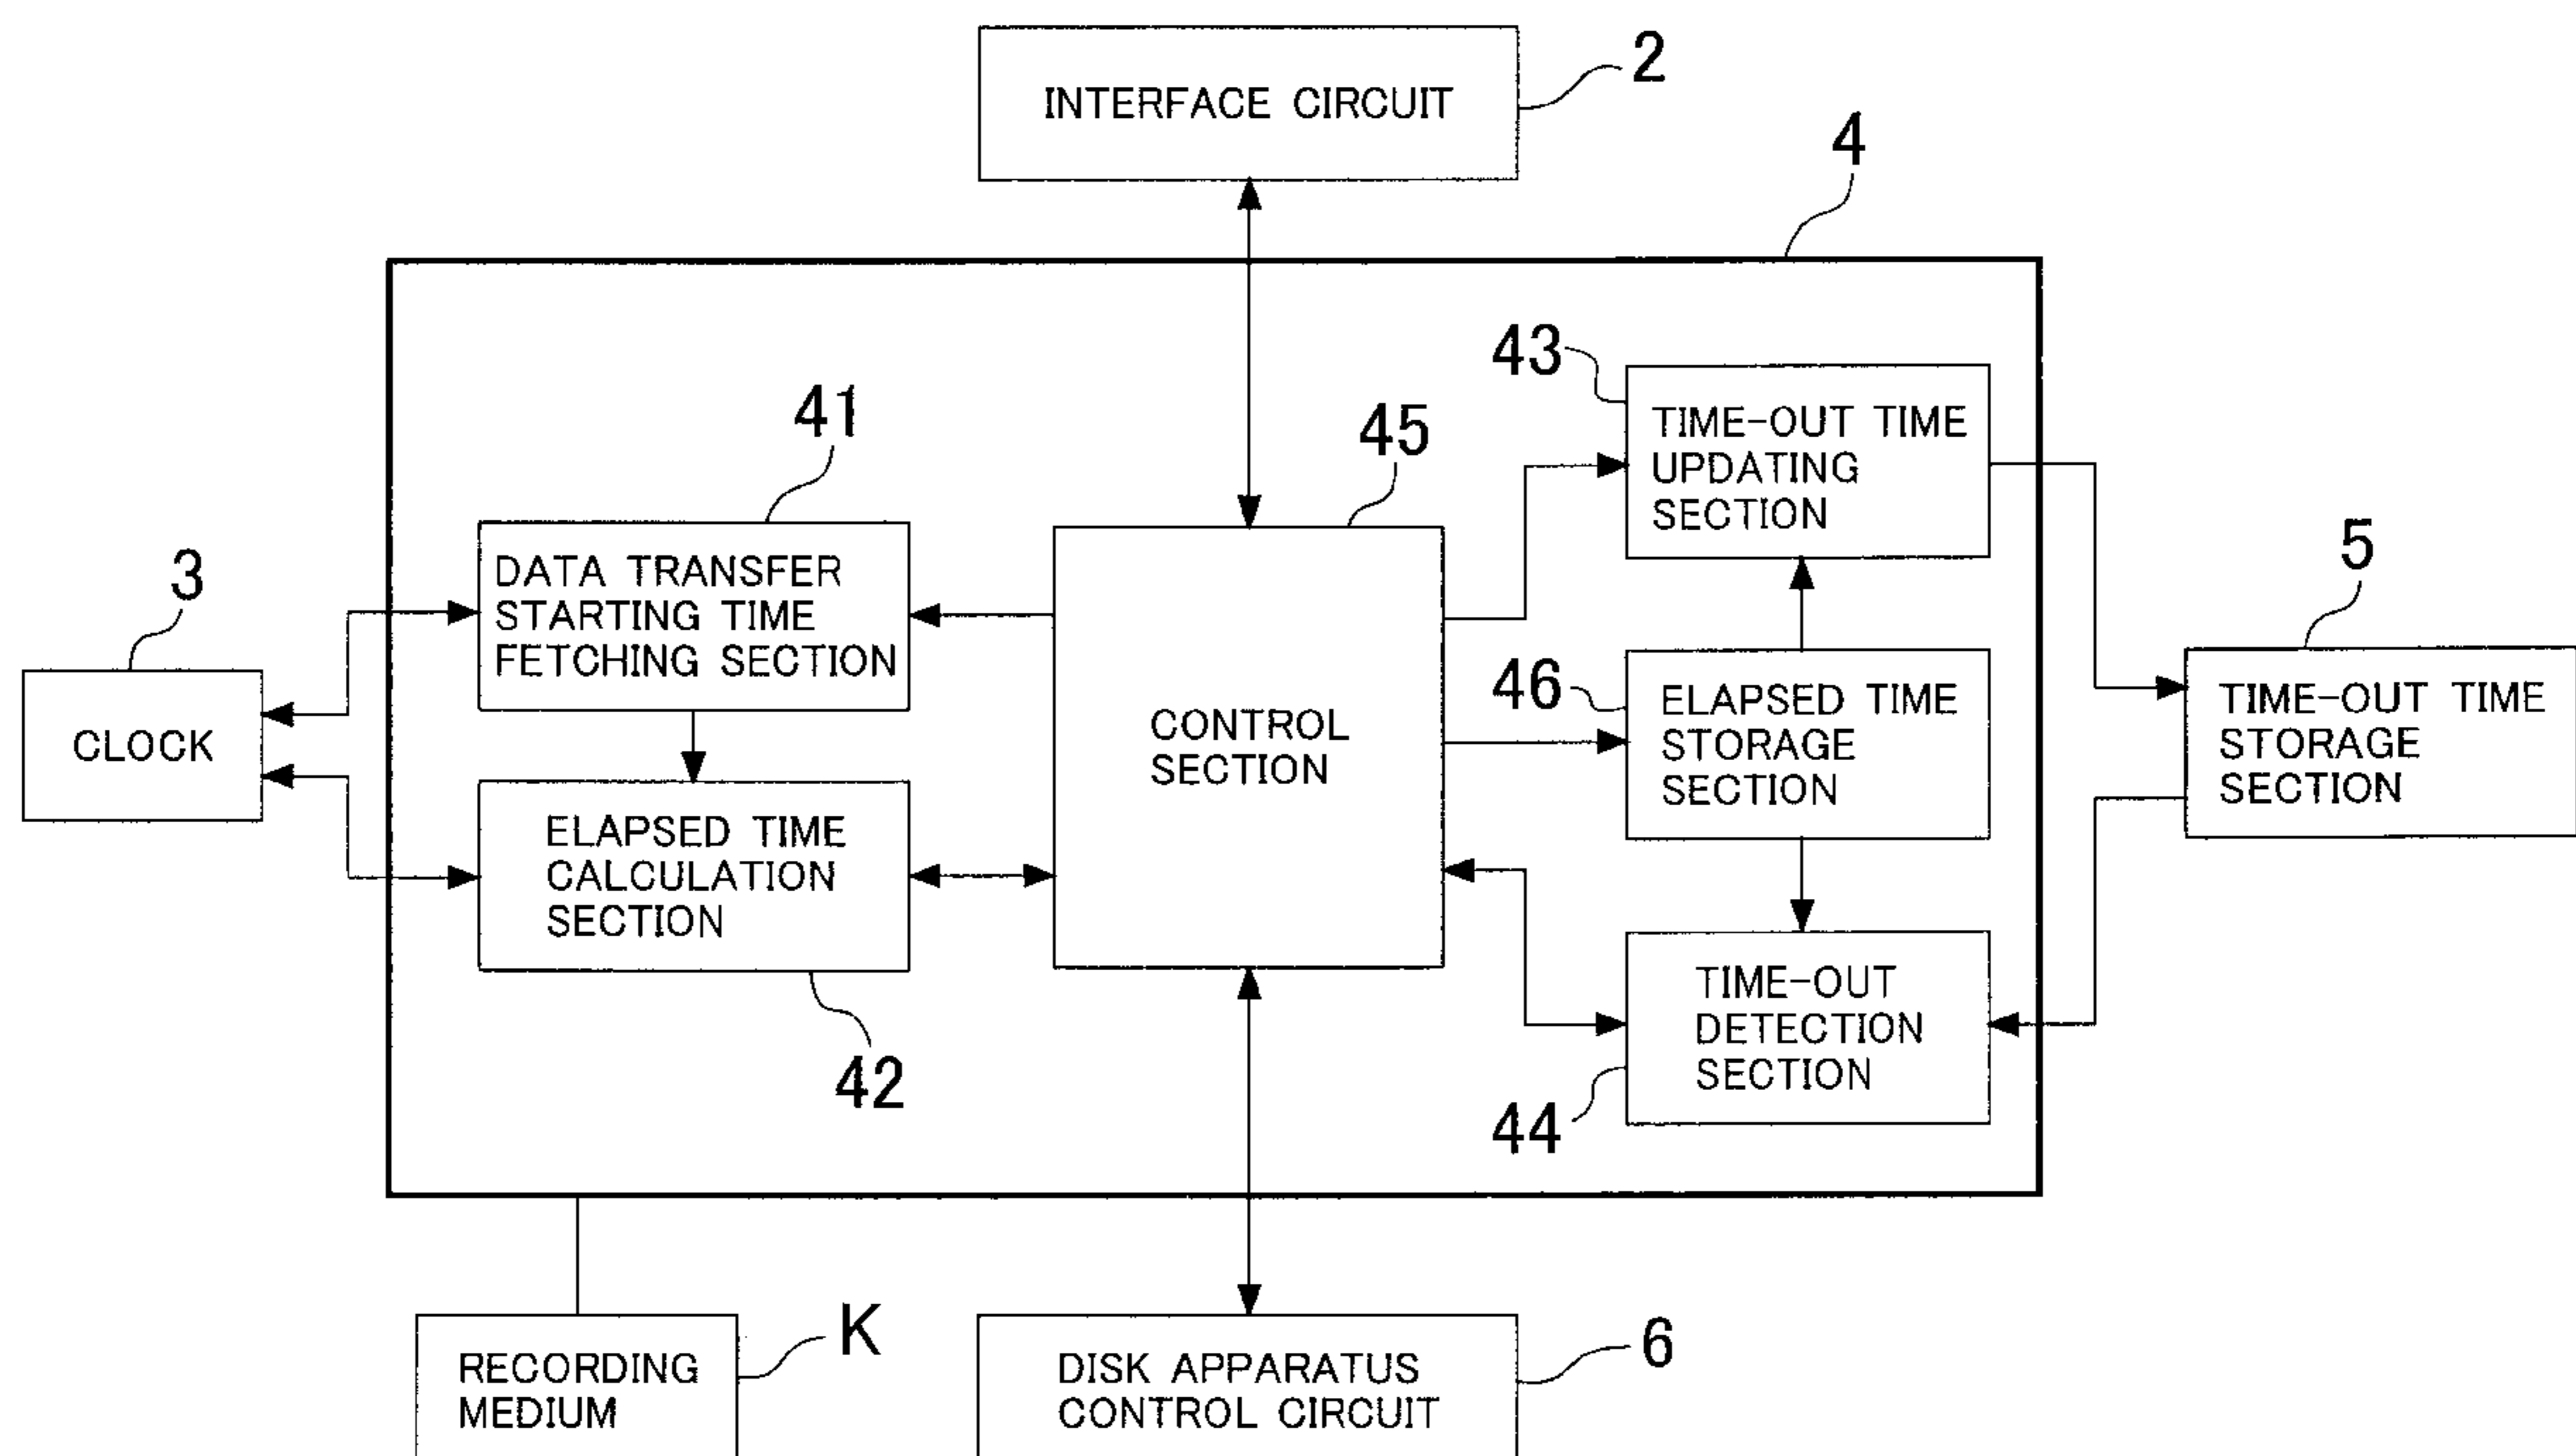 INTERFACE CIRCUIT
2
4
43
TIME-OUT TIME
UPDATING
SECTION
41
45
DATA TRANSFER
STARTING TIME
FETCHING SECTION
3
CLOCK
5
TIME-OUT TIME
STORAGE
SECTION
46
ELAPSED TIME
STORAGE
SECTION
CONTROL
SECTION
ELAPSED TIME
CALCULATION
SECTION
42
TIME-OUT
DETECTION
SECTION
44
K
RECORDING
MEDIUM
6
DISK APPARATUS
CONTROL CIRCUIT